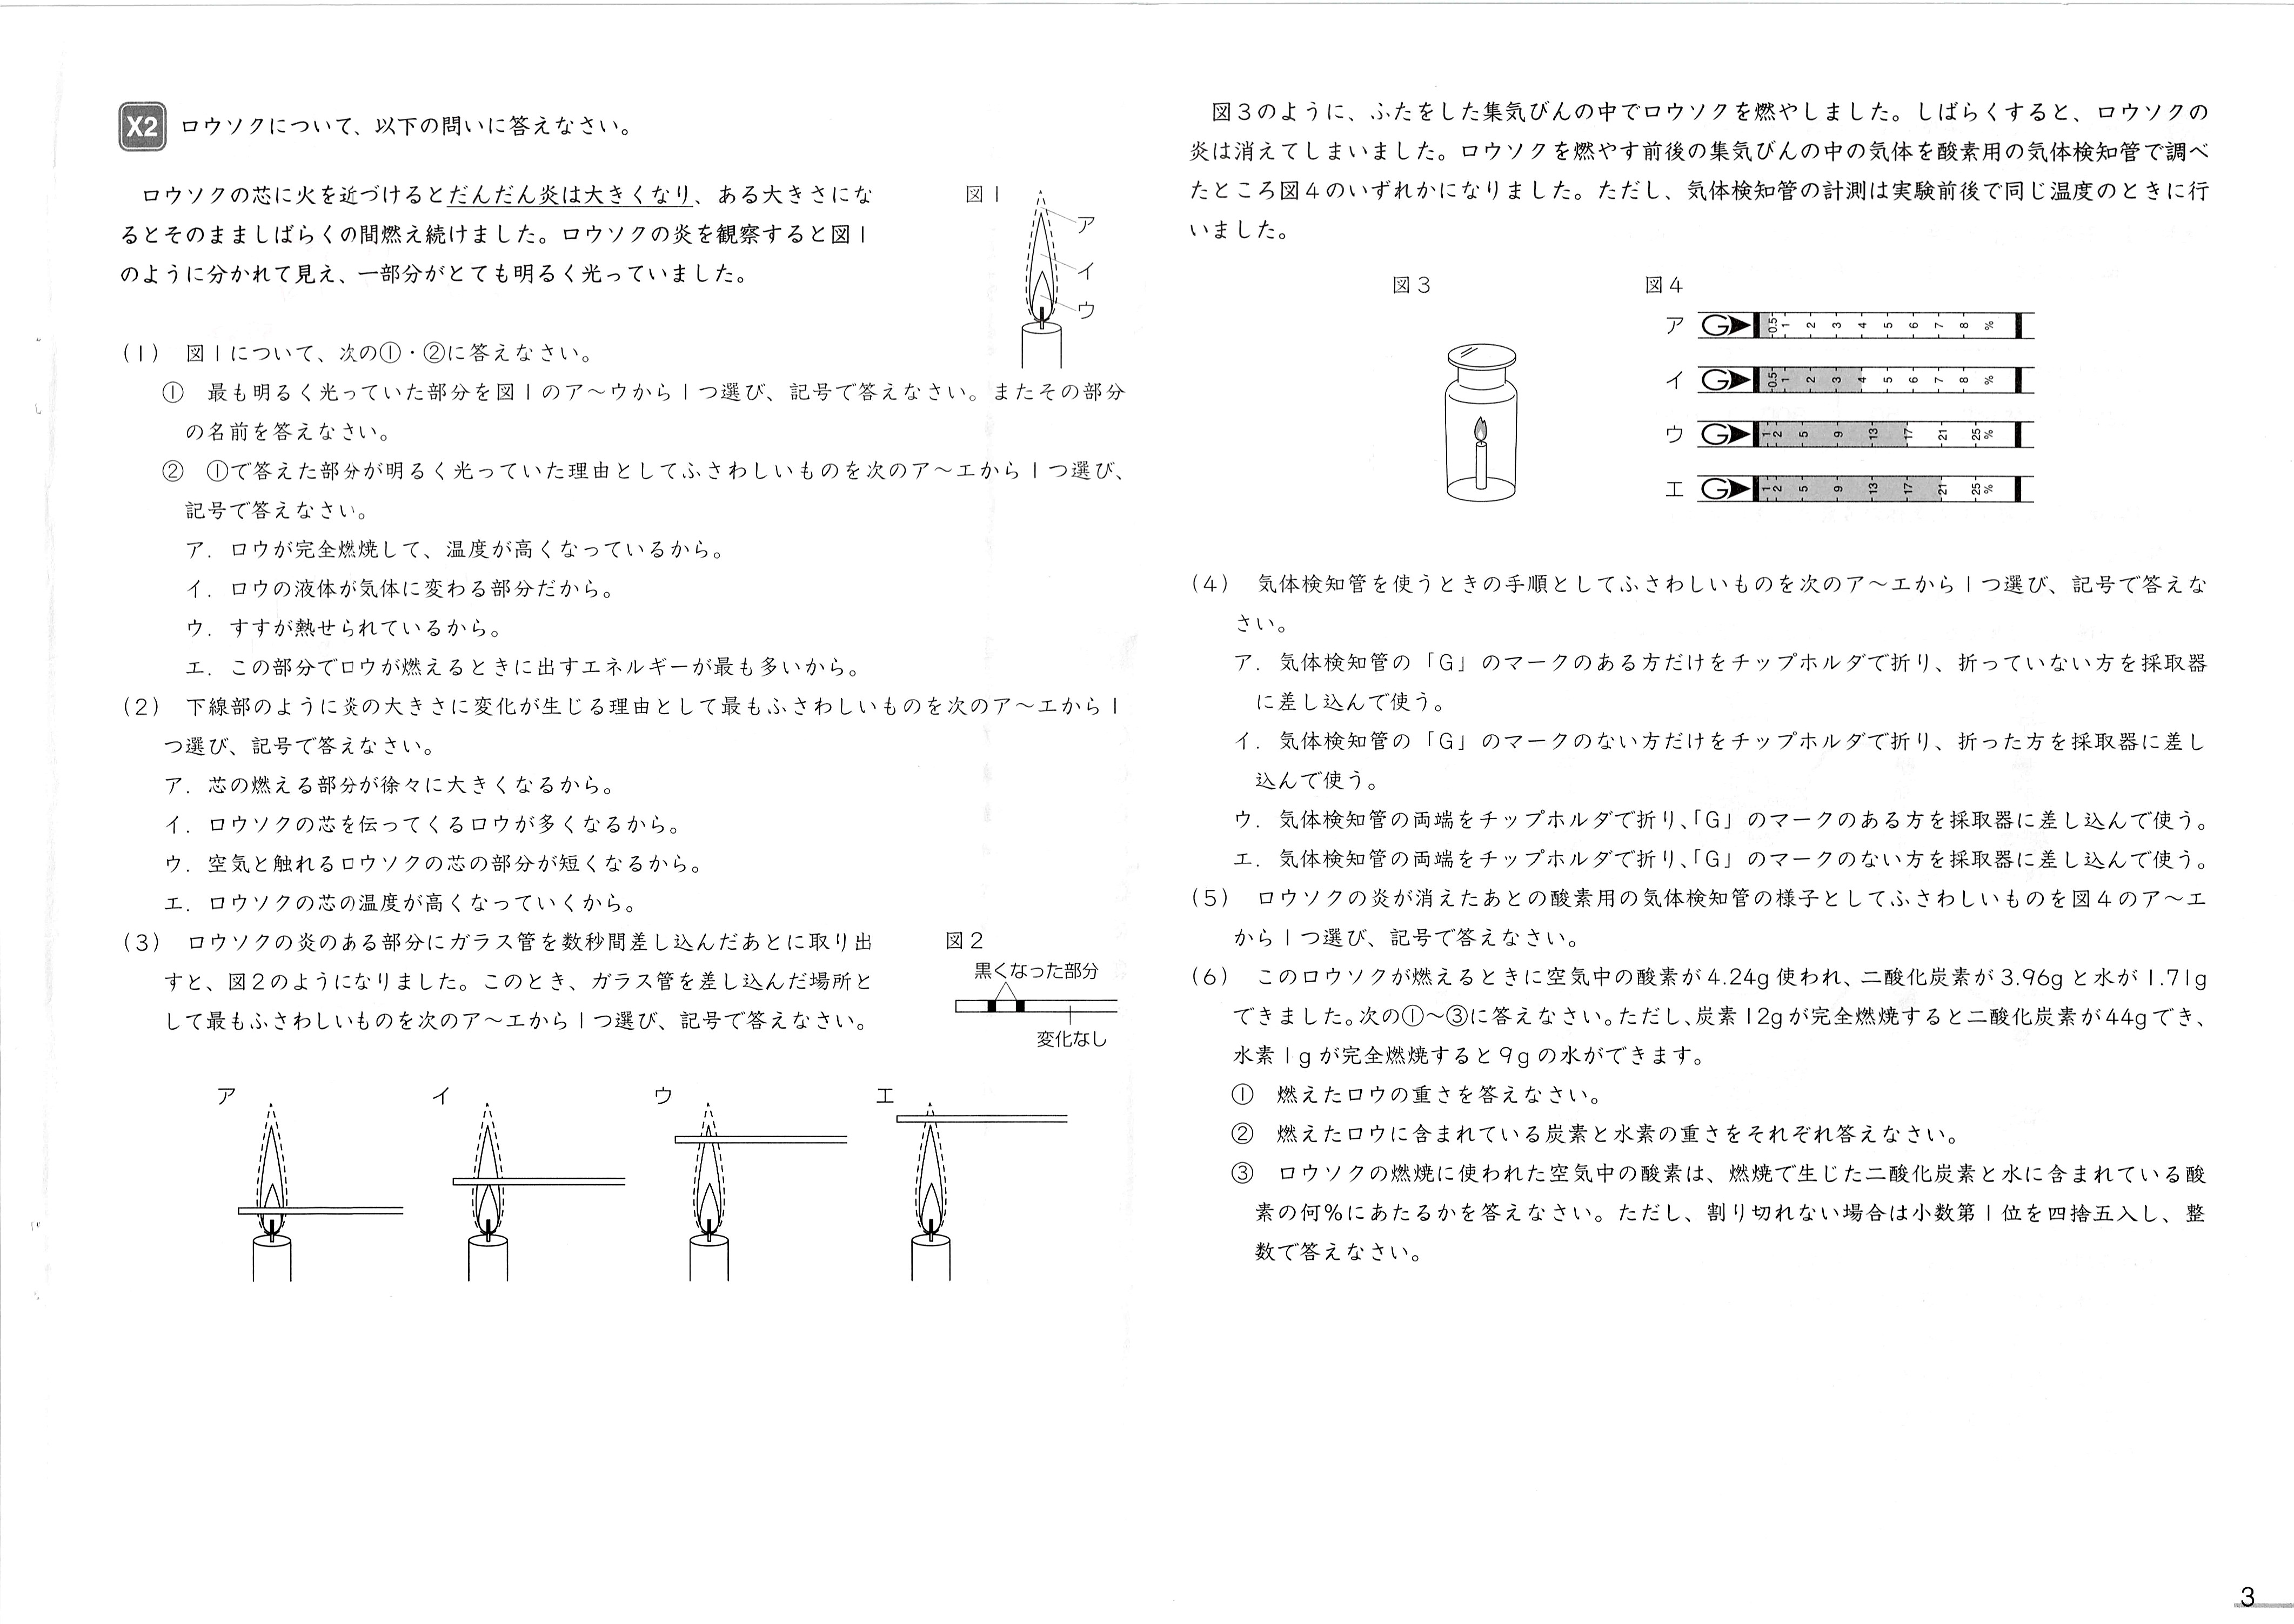 X2 ロウソクについて、以下の問いに答えなさい。
ロウソクの芯に火を近づけるとだんだん炎は大きくなり、ある大きさにな
るとそのまましばらくの間燃え続けました。ロウソクの炎を観察すると図1
のように分かれて見え、一部分がとても明るく光っていました。
図1
ア
イ
ウ
(1) 図1について、次の①・②に答えなさい。
① 最も明るく光っていた部分を図1のア～ウから1つ選び、記号で答えなさい。またその部分
の名前を答えなさい。
② ①で答えた部分が明るく光っていた理由としてふさわしいものを次のア～エから1つ選び、
記号で答えなさい。
ア. ロウが完全燃焼して、温度が高くなっているから。
イ. ロウの液体が気体に変わる部分だから。
ウ. すすが熱せられているから。
エ. この部分でロウが燃えるときに出すエネルギーが最も多いから。
(2) 下線部のように炎の大きさに変化が生じる理由として最もふさわしいものを次のア～エから1
つ選び、記号で答えなさい。
ア. 芯の燃える部分が徐々に大きくなるから。
イ. ロウソクの芯を伝ってくるロウが多くなるから。
ウ. 空気と触れるロウソクの芯の部分が短くなるから。
エ. ロウソクの芯の温度が高くなっていくから。
(3) ロウソクの炎のある部分にガラス管を数秒間差し込んだあとに取り出
すと、図2のようになりました。このとき、ガラス管を差し込んだ場所と
して最もふさわしいものを次のア～エから1つ選び、記号で答えなさい。
図2
黒くなった部分
変化なし
ア イ ウ エ
図3のように、ふたをした集気びんの中でロウソクを燃やしました。しばらくすると、ロウソクの
炎は消えてしまいました。ロウソクを燃やす前後の集気びんの中の気体を酸素用の気体検知管で調べ
たところ図4のいずれかになりました。ただし、気体検知管の計測は実験前後で同じ温度のときに行
いました。
図3
図4
ア G 0.5 1 2 3 4 5 6 7 8 %
イ G 0.5 1 2 3 4 5 6 7 8 %
ウ G 1 2 5 9 13 17 21 25 %
エ G 1 2 5 9 13 17 21 25 %
(4) 気体検知管を使うときの手順としてふさわしいものを次のア～エから1つ選び、記号で答えな
さい。
ア. 気体検知管の「G」のマークのある方だけをチップホルダで折り、折っていない方を採取器
に差し込んで使う。
イ. 気体検知管の「G」のマークのない方だけをチップホルダで折り、折った方を採取器に差し
込んで使う。
ウ. 気体検知管の両端をチップホルダで折り、「G」のマークのある方を採取器に差し込んで使う。
エ. 気体検知管の両端をチップホルダで折り、「G」のマークのない方を採取器に差し込んで使う。
(5) ロウソクの炎が消えたあとの酸素用の気体検知管の様子としてふさわしいものを図4のア～エ
から1つ選び、記号で答えなさい。
(6) このロウソクが燃えるときに空気中の酸素が4.24g使われ、二酸化炭素が3.96gと水が1.71g
できました。次の①～③に答えなさい。ただし、炭素12gが完全燃焼すると二酸化炭素が44gでき、
水素1gが完全燃焼すると9gの水ができます。
① 燃えたロウの重さを答えなさい。
② 燃えたロウに含まれている炭素と水素の重さをそれぞれ答えなさい。
③ ロウソクの燃焼に使われた空気中の酸素は、燃焼で生じた二酸化炭素と水に含まれている酸
素の何%にあたるかを答えなさい。ただし、割り切れない場合は小数第1位を四捨五入し、整
数で答えなさい。
3